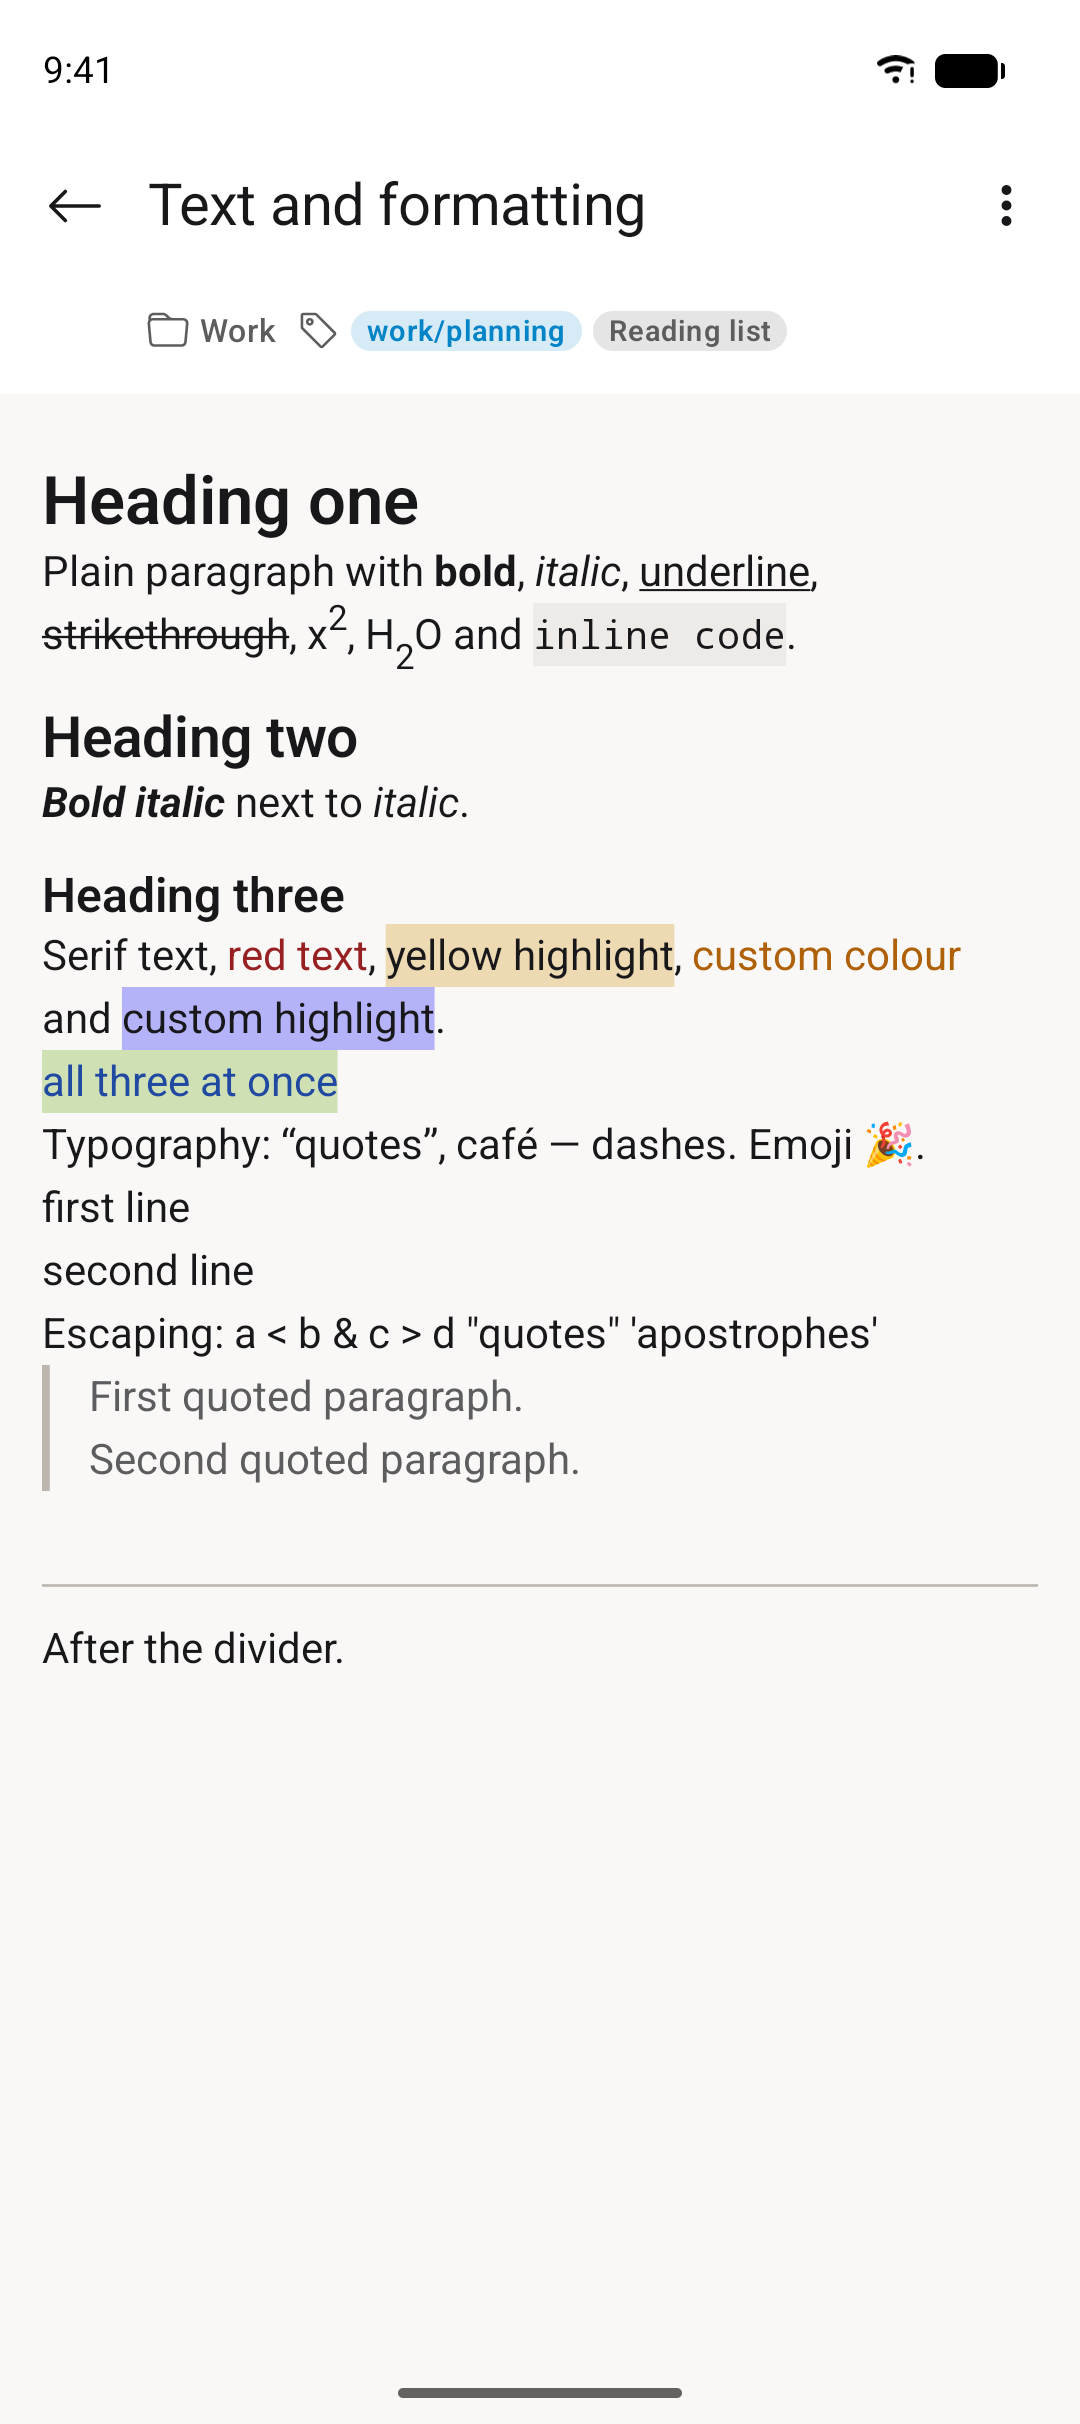 9:41
Text and formatting
Work work/planning Reading list
Heading one
Plain paragraph with bold, italic, underline,
strikethrough, x2, H2O and inline code.
Heading two
Bold italic next to italic.
Heading three
Serif text, red text, yellow highlight, custom colour
and custom highlight.
all three at once
Typography: “quotes”, café — dashes. Emoji 🎉.
first line
second line
Escaping: a < b & c > d "quotes" 'apostrophes'
First quoted paragraph.
Second quoted paragraph.
After the divider.